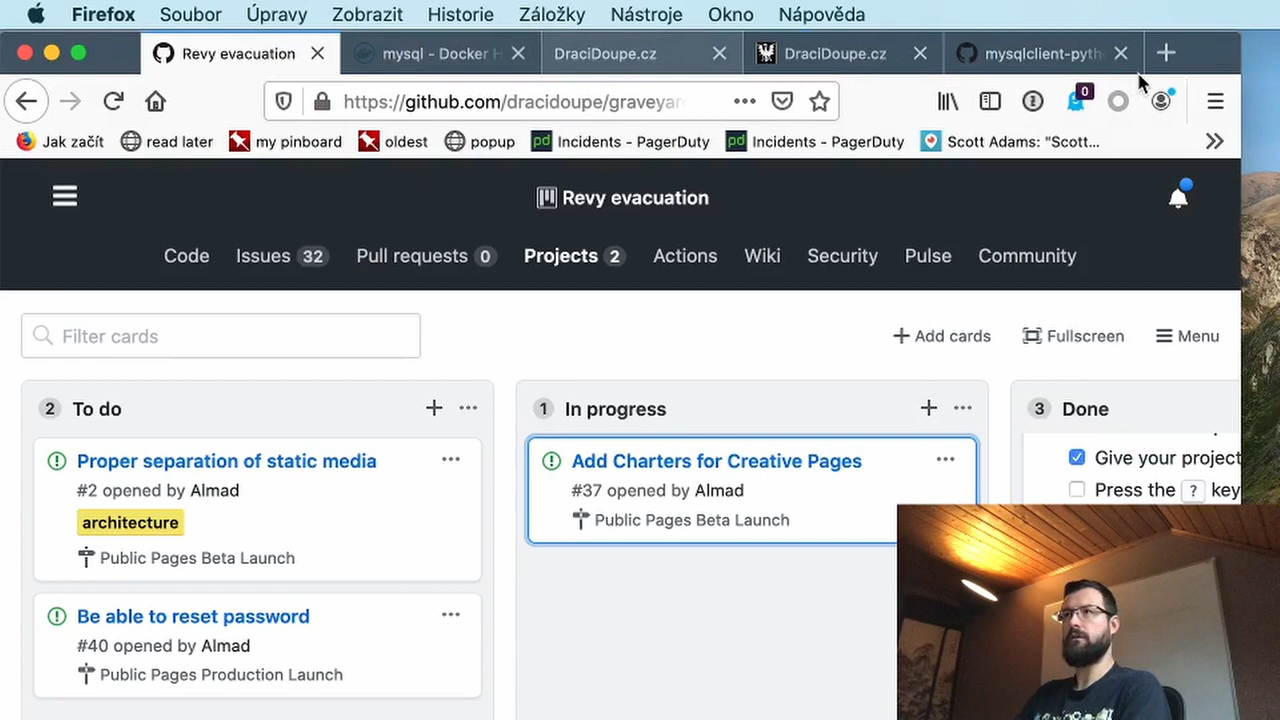 Firefox Soubor Úpravy Zobrazit Historie Záložky Nástroje Okno Nápověda
Revy evacuation mysql - Docker H DraciDoupe.cz DraciDoupe.cz mysqlclient-pyth
https://github.com/dracidoupe/graveyar 0
Jak začít read later my pinboard oldest popup Incidents - PagerDuty Incidents - PagerDuty Scott Adams: "Scott...
Revy evacuation
Code Issues 32 Pull requests 0 Projects 2 Actions Wiki Security Pulse Community
Filter cards Add cards Fullscreen Menu
2 To do
Proper separation of static media
#2 opened by Almad
architecture
Public Pages Beta Launch
Be able to reset password
#40 opened by Almad
Public Pages Production Launch
1 In progress
Add Charters for Creative Pages
#37 opened by Almad
Public Pages Beta Launch
3 Done
Give your project
Press the ? key